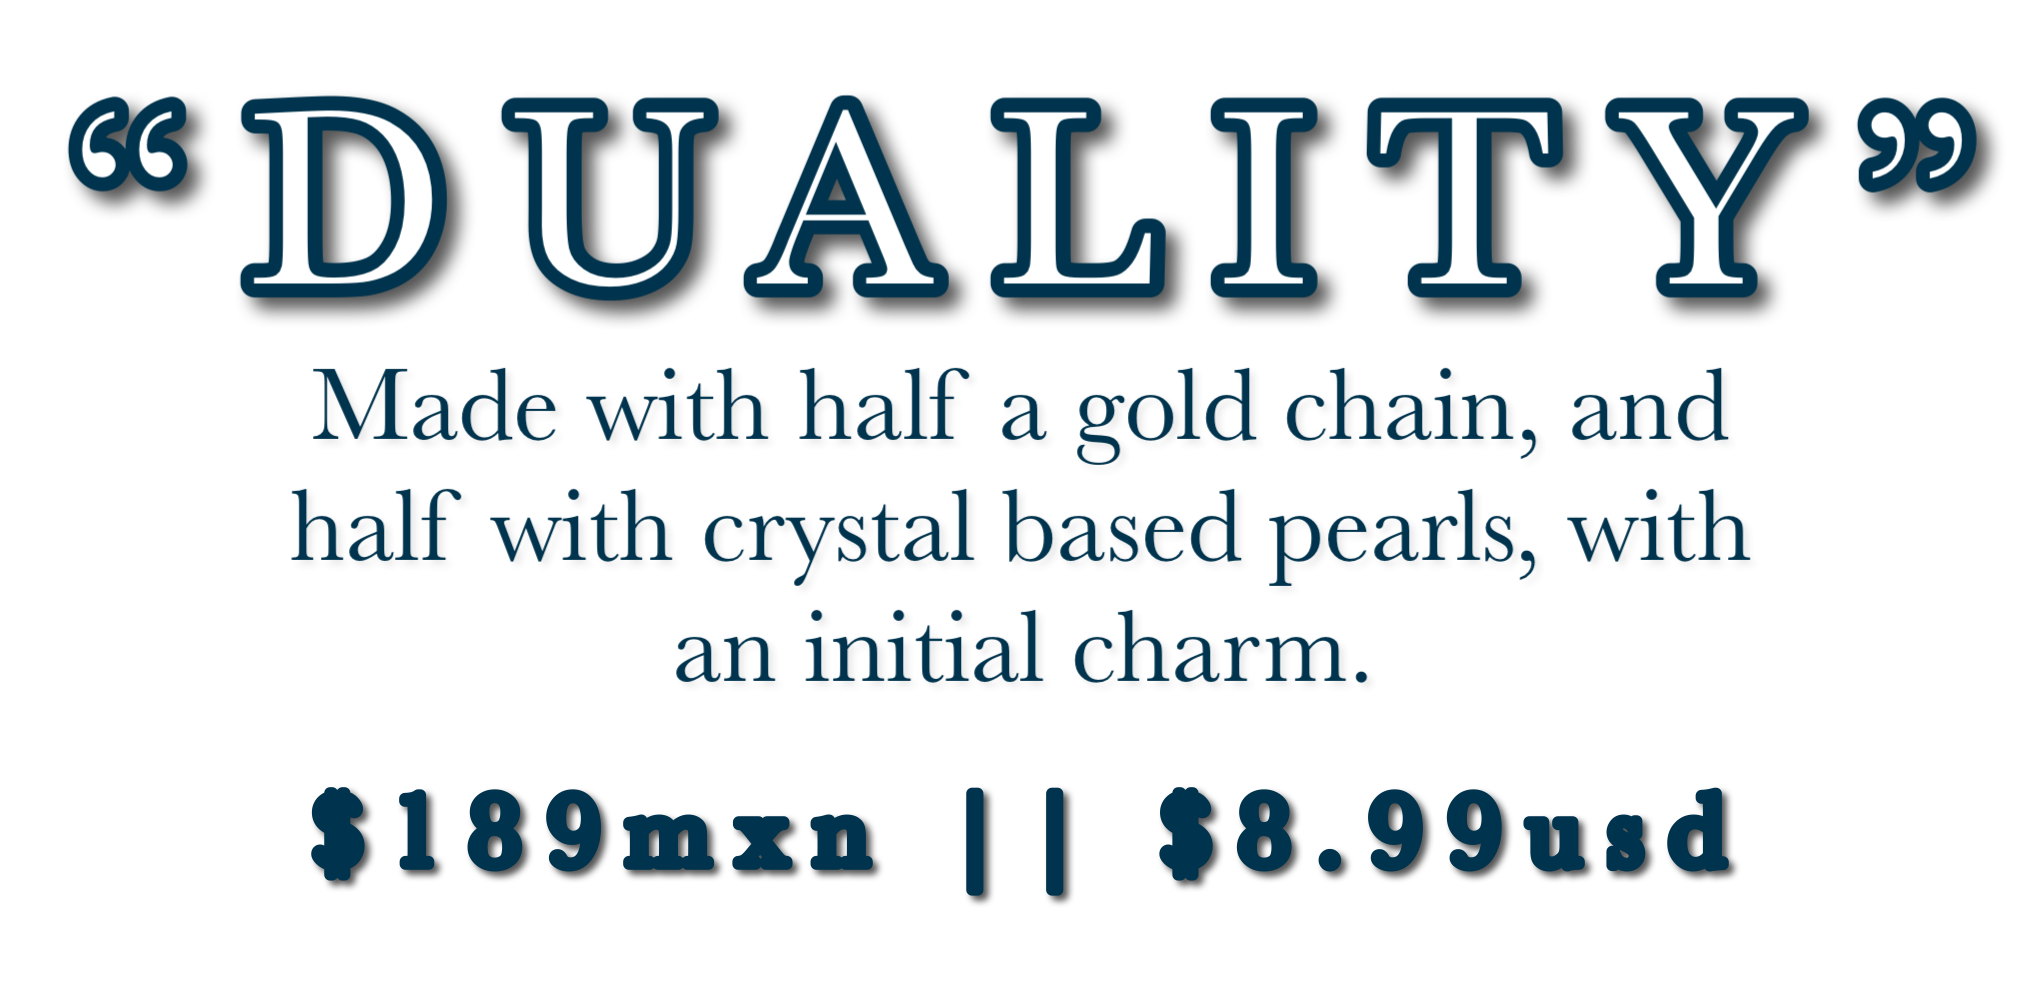 “DUALITY”
Made with half a gold chain, and
half with crystal based pearls, with
an initial charm.
$189mxn || $8.99usd